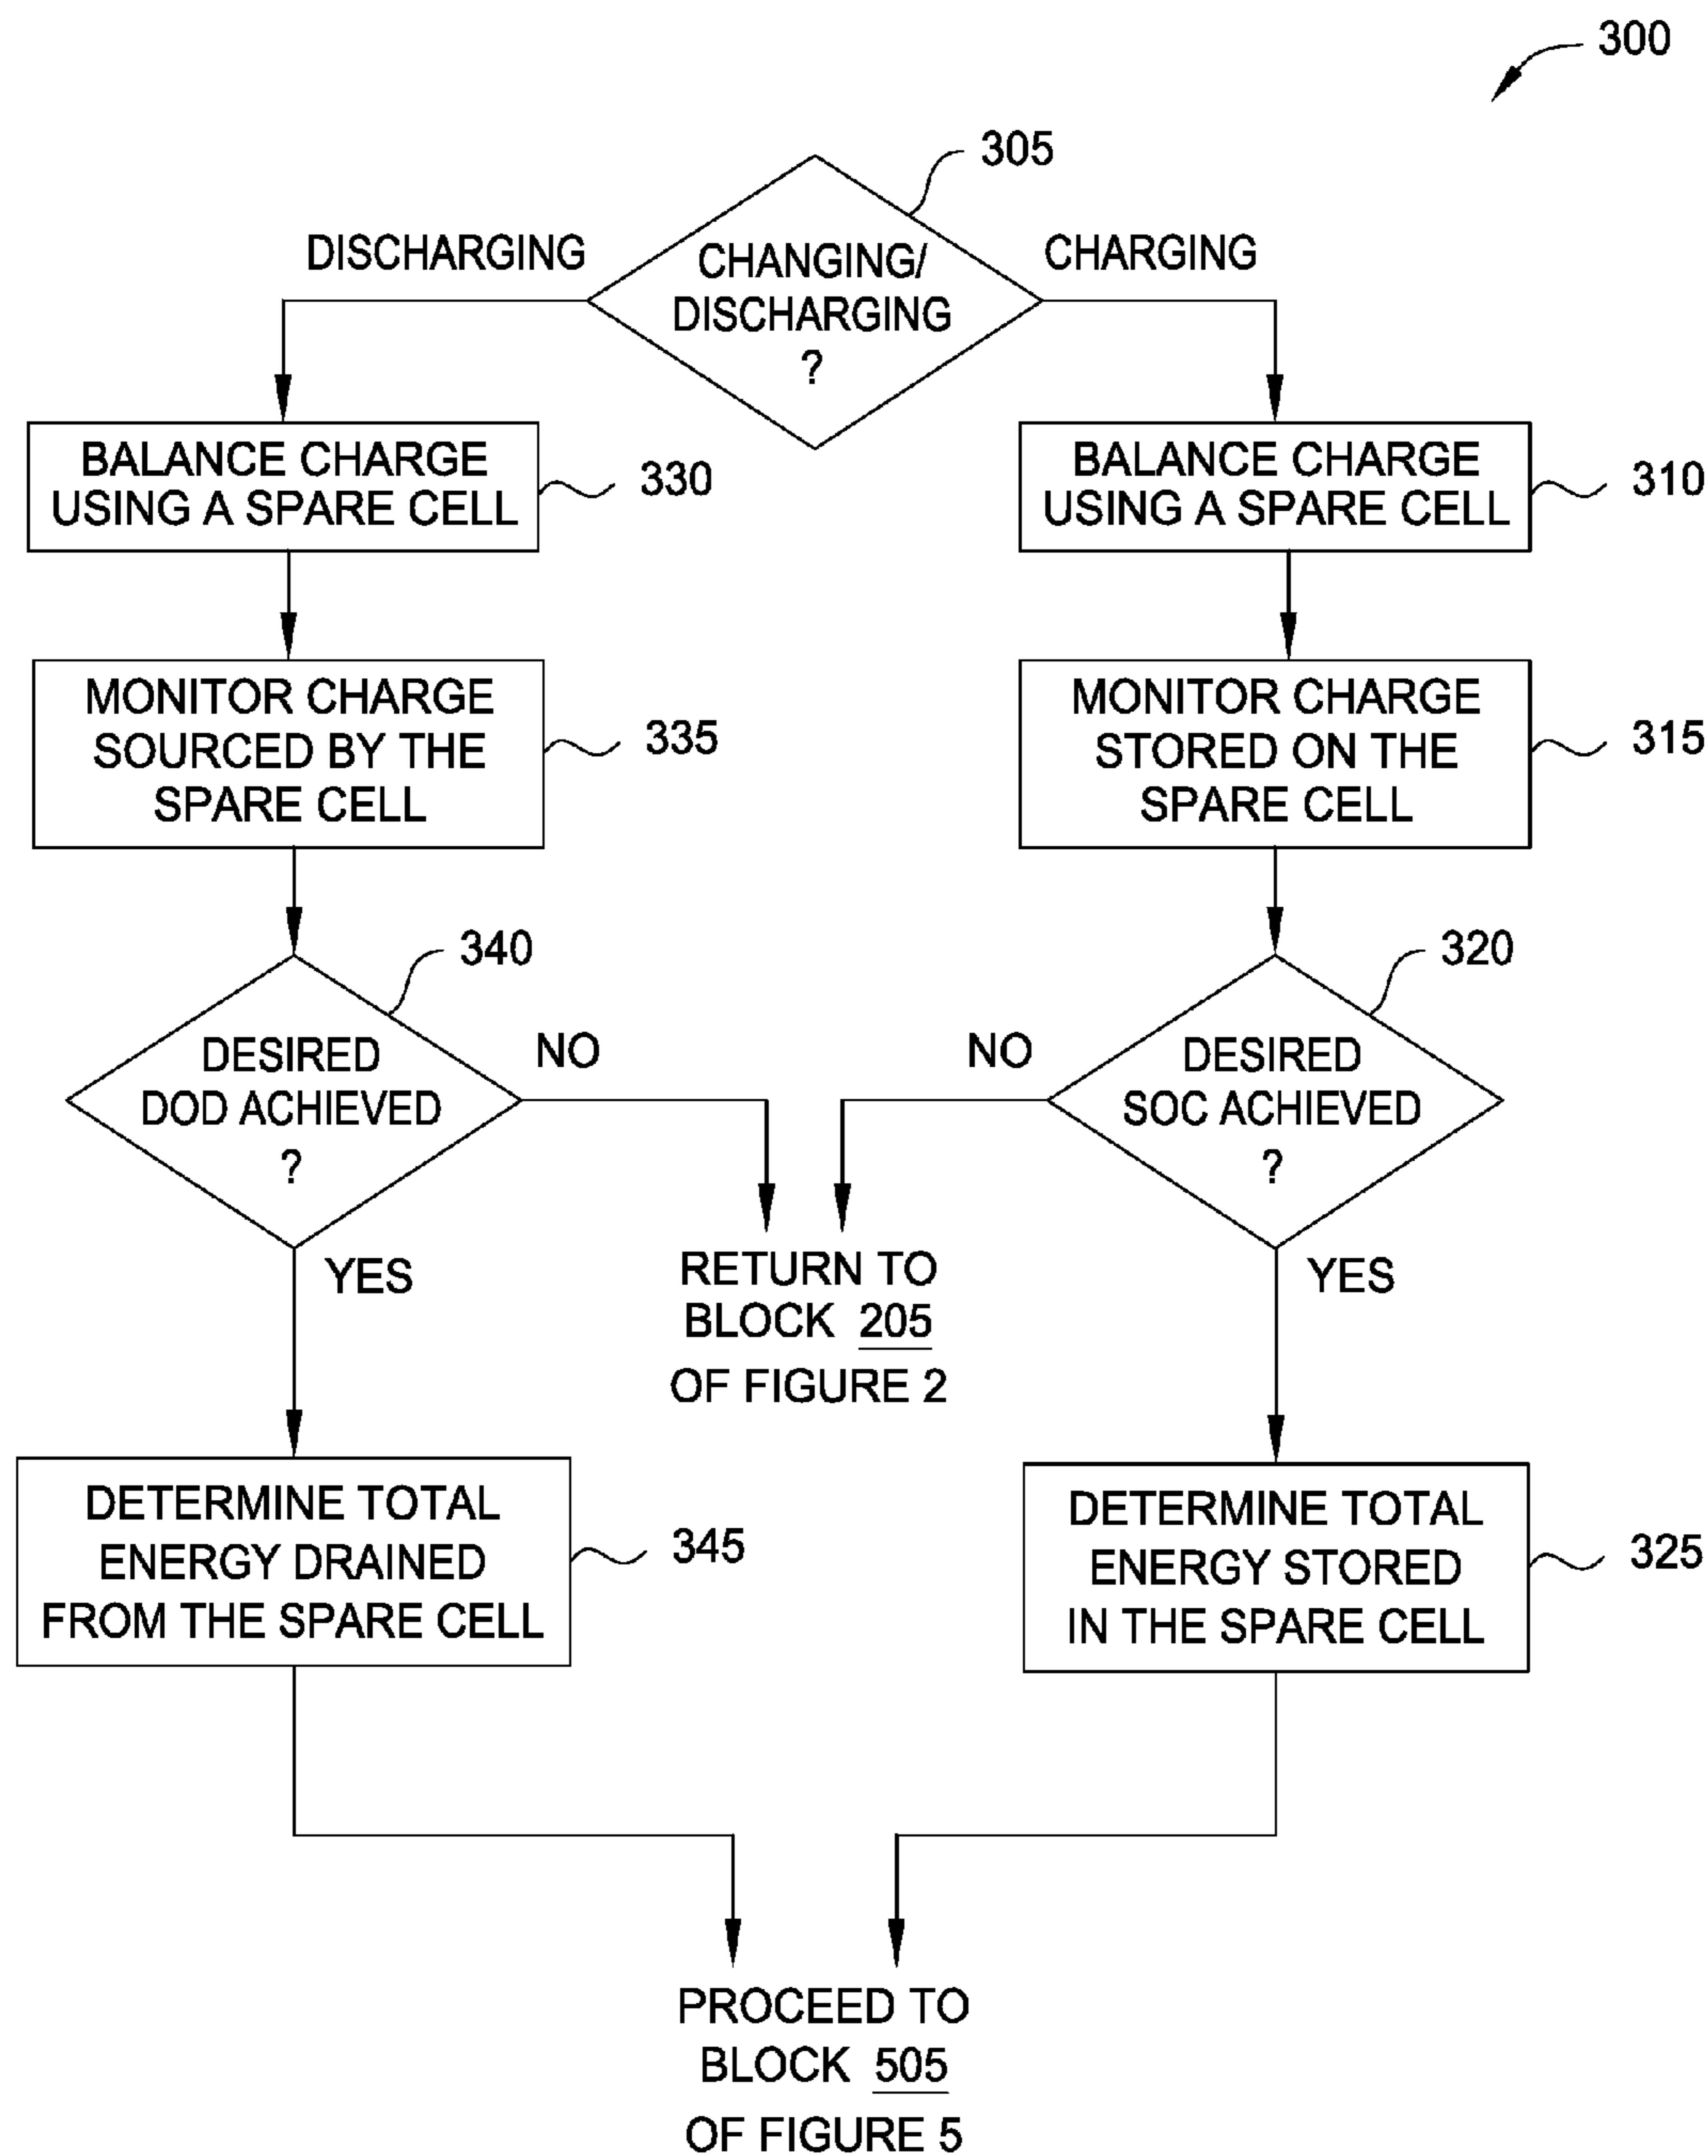 300
305
DISCHARGING
CHANGING/
DISCHARGING
?
CHARGING
BALANCE CHARGE
USING A SPARE CELL
330
BALANCE CHARGE
USING A SPARE CELL
310
MONITOR CHARGE
SOURCED BY THE
SPARE CELL
335
MONITOR CHARGE
STORED ON THE
SPARE CELL
315
340
DESIRED
DOD ACHIEVED
?
NO
YES
320
NO
DESIRED
SOC ACHIEVED
?
YES
RETURN TO
BLOCK 205
OF FIGURE 2
DETERMINE TOTAL
ENERGY DRAINED
FROM THE SPARE CELL
345
DETERMINE TOTAL
ENERGY STORED
IN THE SPARE CELL
325
PROCEED TO
BLOCK 505
OF FIGURE 5